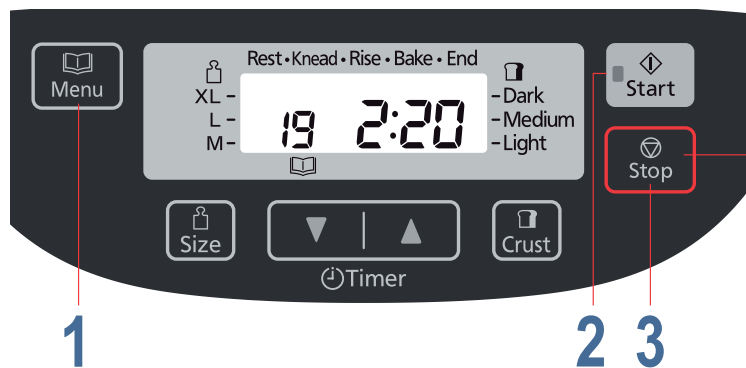 Rest • Knead • Rise • Bake • End
Menu
XL –
L –
M –
19 2:20
– Dark
– Medium
– Light
Start
Stop
Size
Crust
Timer
1
2 3